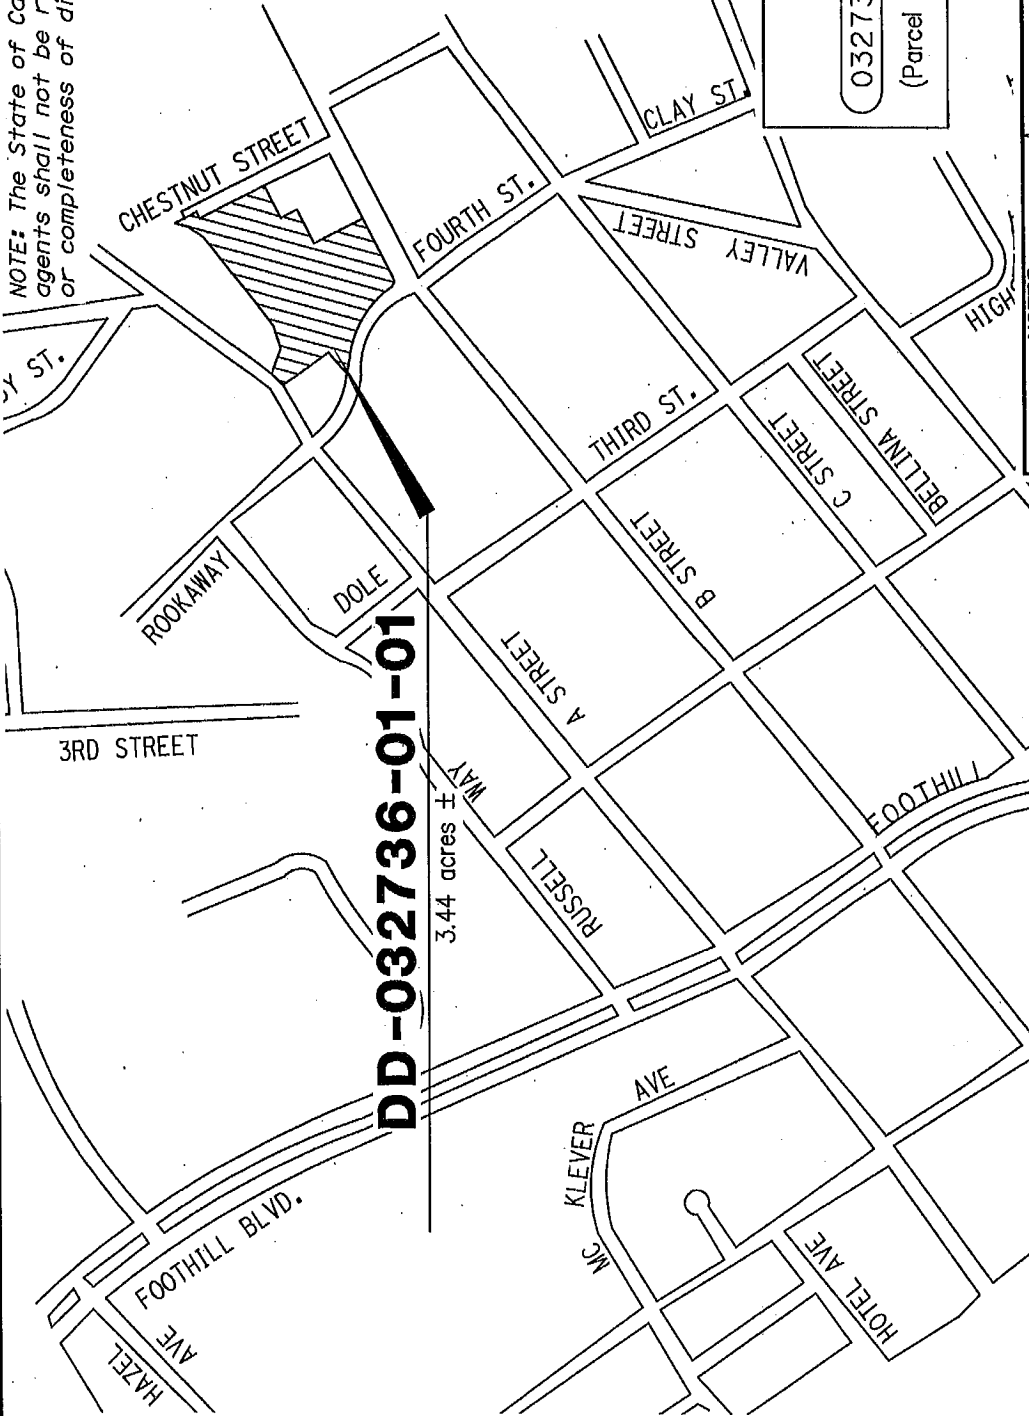 NOTE: The State of
agents shall not be
or completeness of
CHESTNUT STREET
CLAY ST.
FOURTH ST.
VALLEY STREET
ST.
HIGH
THIRD ST.
BELLINA STREET
C STREET
B STREET
ROOKAWAY
DOLE
A STREET
3RD STREET
DD-032736-01-01
3.44 acres ±
WAY
RUSSELL
FOOTHILL
FOOTHILL BLVD.
HAZEL AVE
MC KLEVER AVE
HOTEL AVE
03273
(Parcel